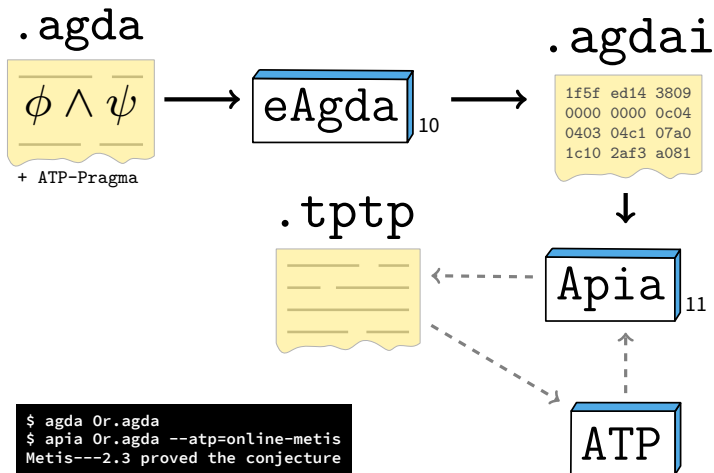 .agda
ϕ ∧ ψ
+ ATP-Pragma
eAgda
10
.agdai
1f5f ed14 3809
0000 0000 0c04
0403 04c1 07a0
1c10 2af3 a081
.tptp
Apia
11
ATP
$ agda Or.agda
$ apia Or.agda --atp=online-metis
Metis---2.3 proved the conjecture